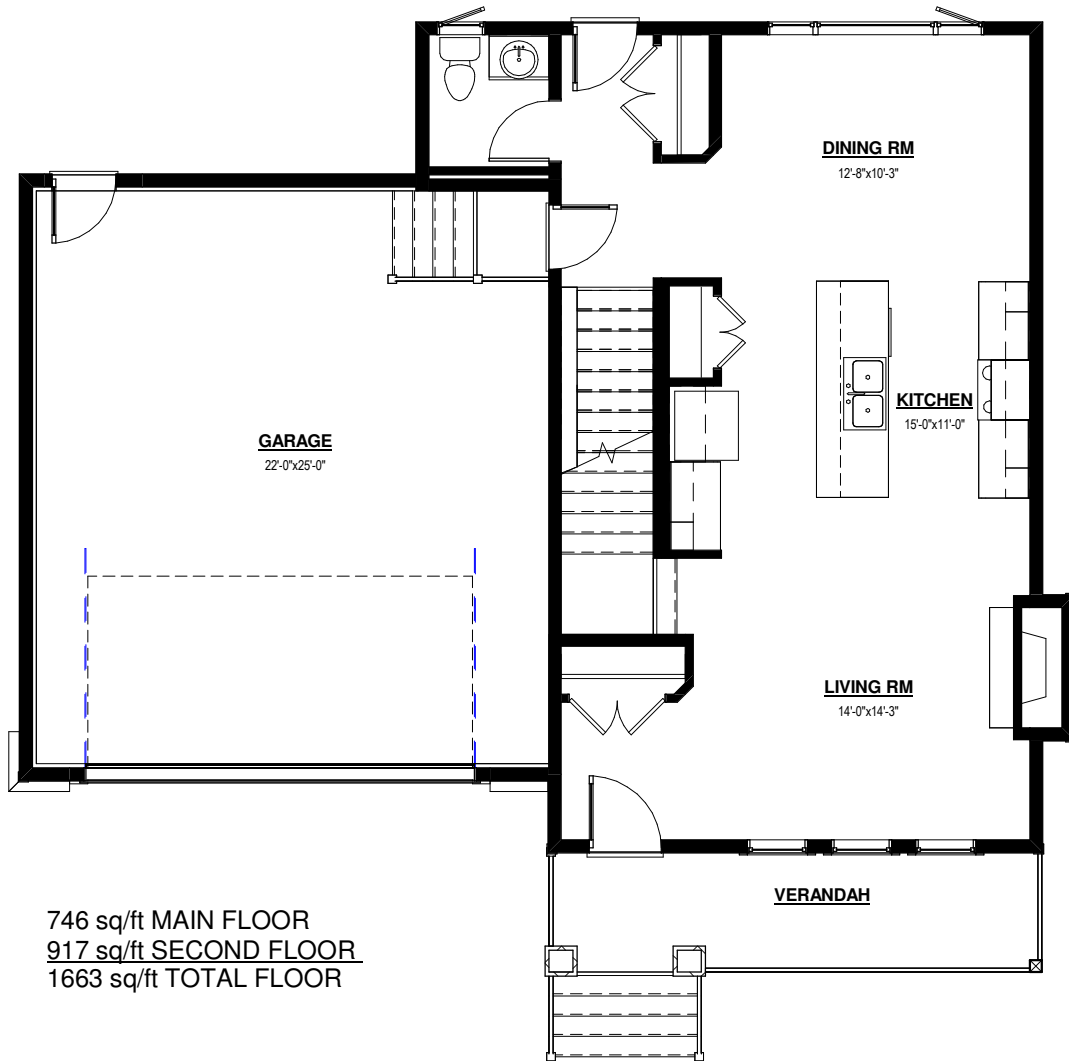 DINING RM
12'-8"x10'-3"
KITCHEN
15'-0"x11'-0"
GARAGE
22'-0"x25'-0"
LIVING RM
14'-0"x14'-3"
VERANDAH
746 sq/ft MAIN FLOOR
917 sq/ft SECOND FLOOR
1663 sq/ft TOTAL FLOOR